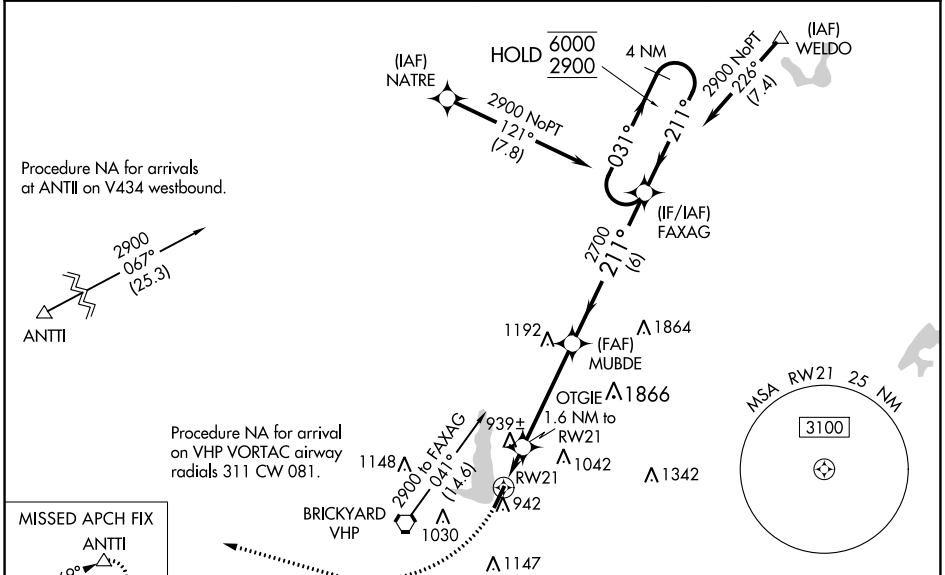 (IAF)
WELDO
2900 NoPT
226°
(7.4)
HOLD
6000
2900
4 NM
(IAF)
NATRE
2900 NoPT
121°
(7.8)
031°
211°
(IF/IAF)
FAXAG
Procedure NA for arrivals
at ANTII on V434 westbound.
2900
067°
(25.3)
ANTTI
2700
211°
(6)
1192
1864
(FAF)
MUBDE
OTGIE
1866
1.6 NM to
RW21
939±
MSA RW21 25 NM
3100
Procedure NA for arrival
on VHP VORTAC airway
radials 311 CW 081.
1148
2900 to FAXAG
041°
(14.6)
1042
1342
RW21
942
BRICKYARD
VHP
1030
1147
MISSED APCH FIX
ANTTI